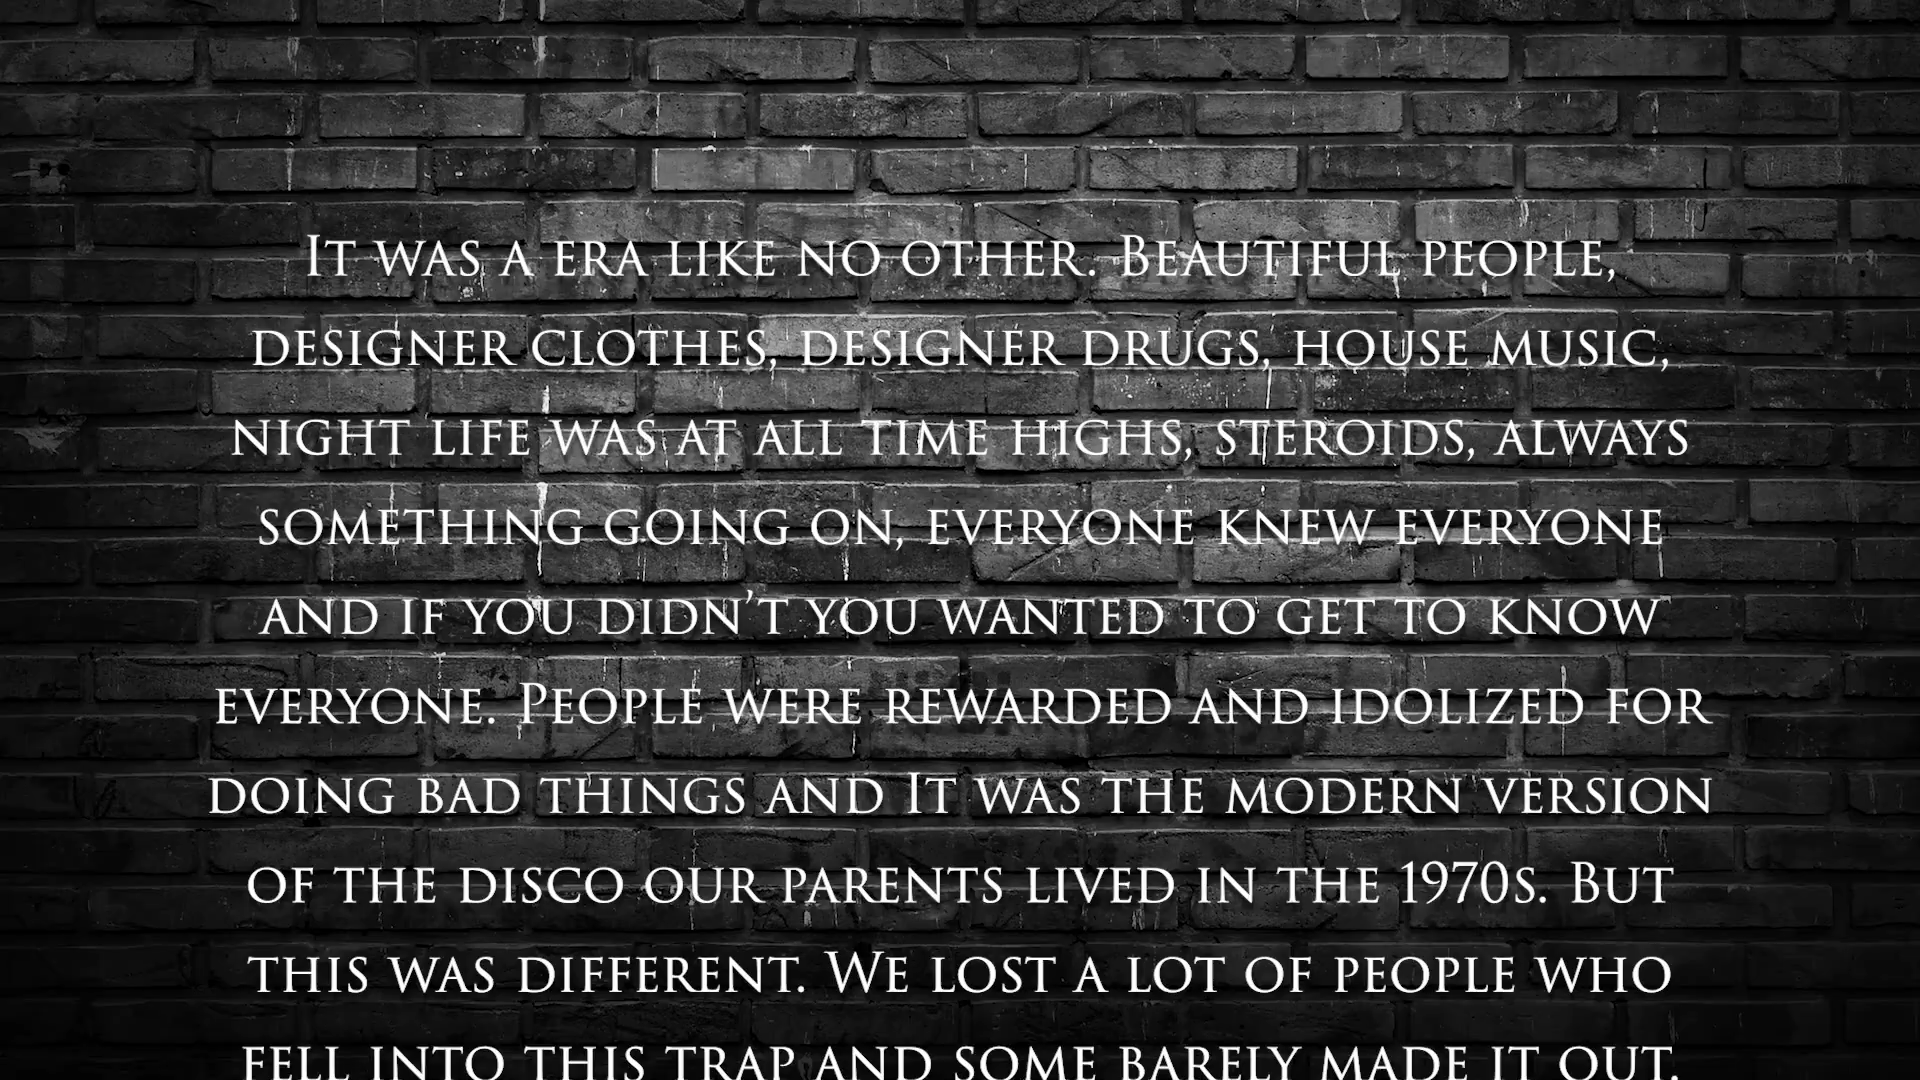 It was a era like no other. Beautiful people,
designer clothes, designer drugs, house music,
night life was at all time highs, steroids, always
something going on, everyone knew everyone
and if you didn't you wanted to get to know
everyone. People were rewarded and idolized for
doing bad things and It was the modern version
of the disco our parents lived in the 1970s. But
this was different. We lost a lot of people who
fell into this trap and some barely made it out.